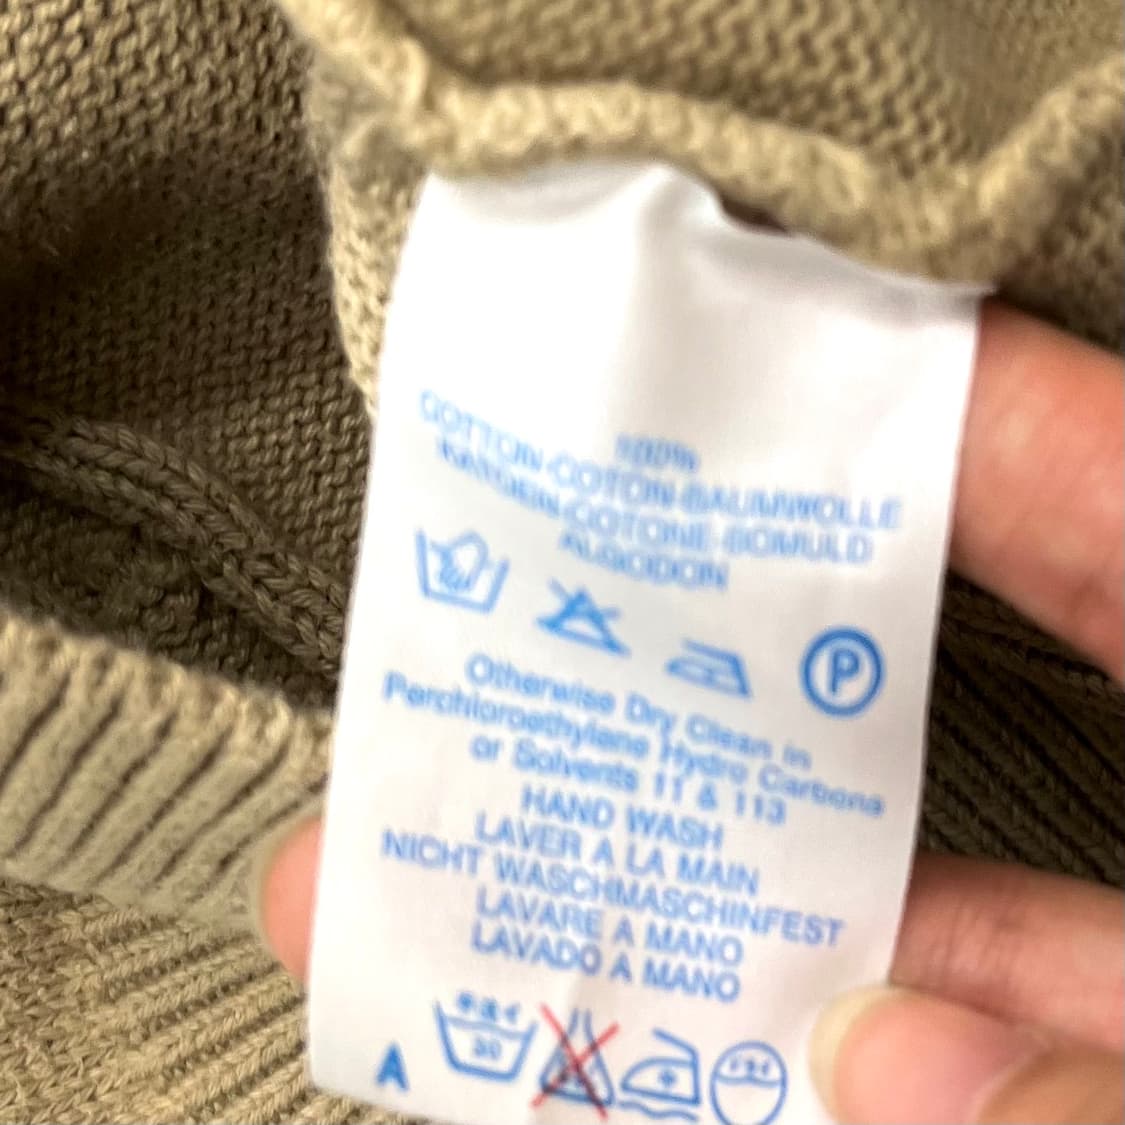 100%
COTTON-COTON-BAUMWOLLE
KATOEN-COTONE-BOMULD
ALGODON
P
Otherwise Dry Clean in
Perchloroethylene Hydro Carbons
or Solvents 11 & 113
HAND WASH
LAVER A LA MAIN
NICHT WASCHMASCHINFEST
LAVARE A MANO
LAVADO A MANO
30
A